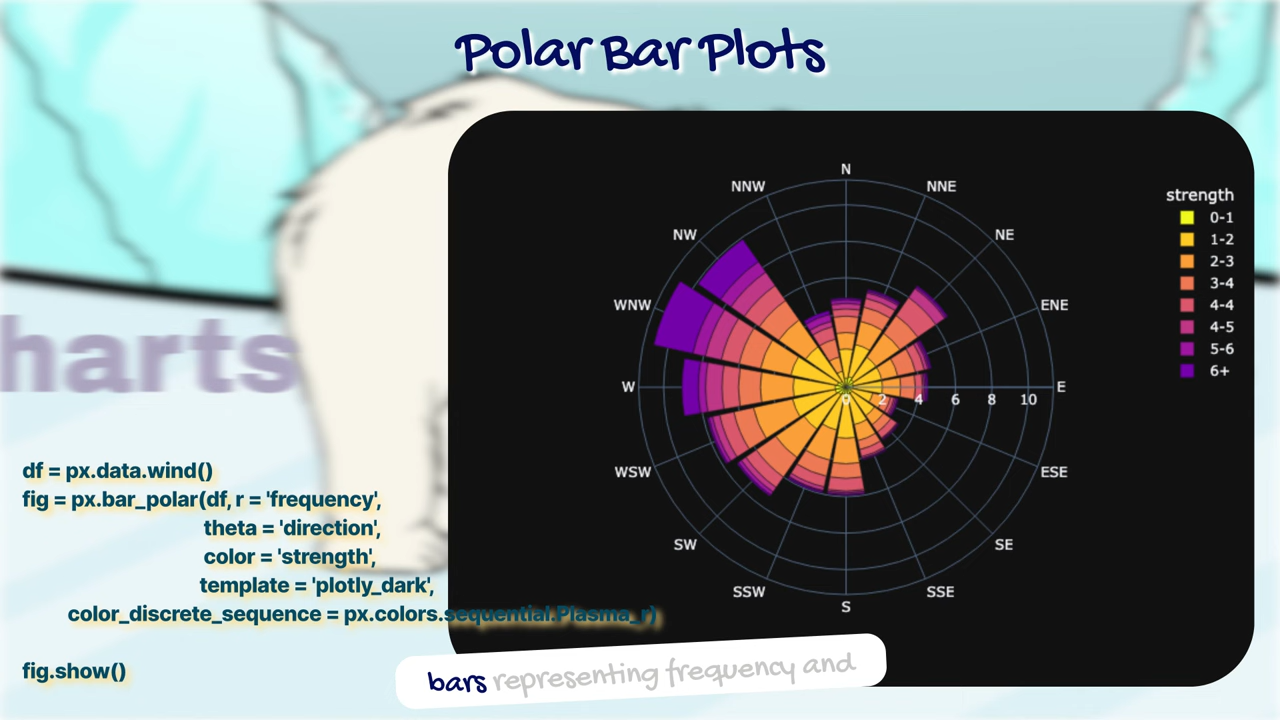 Polar Bar Plots
harts
df = px.data.wind()
fig = px.bar_polar(df, r = 'frequency',
theta = 'direction',
color = 'strength',
template = 'plotly_dark',
color_discrete_sequence = px.colors.sequential.Plasma_r)
fig.show()
N
NNW
NNE
NW
NE
WNW
ENE
W
0
2
4
6
8
10
E
WSW
ESE
SW
SE
SSW
SSE
S
strength
0-1
1-2
2-3
3-4
4-4
4-5
5-6
6+
bars representing frequency and